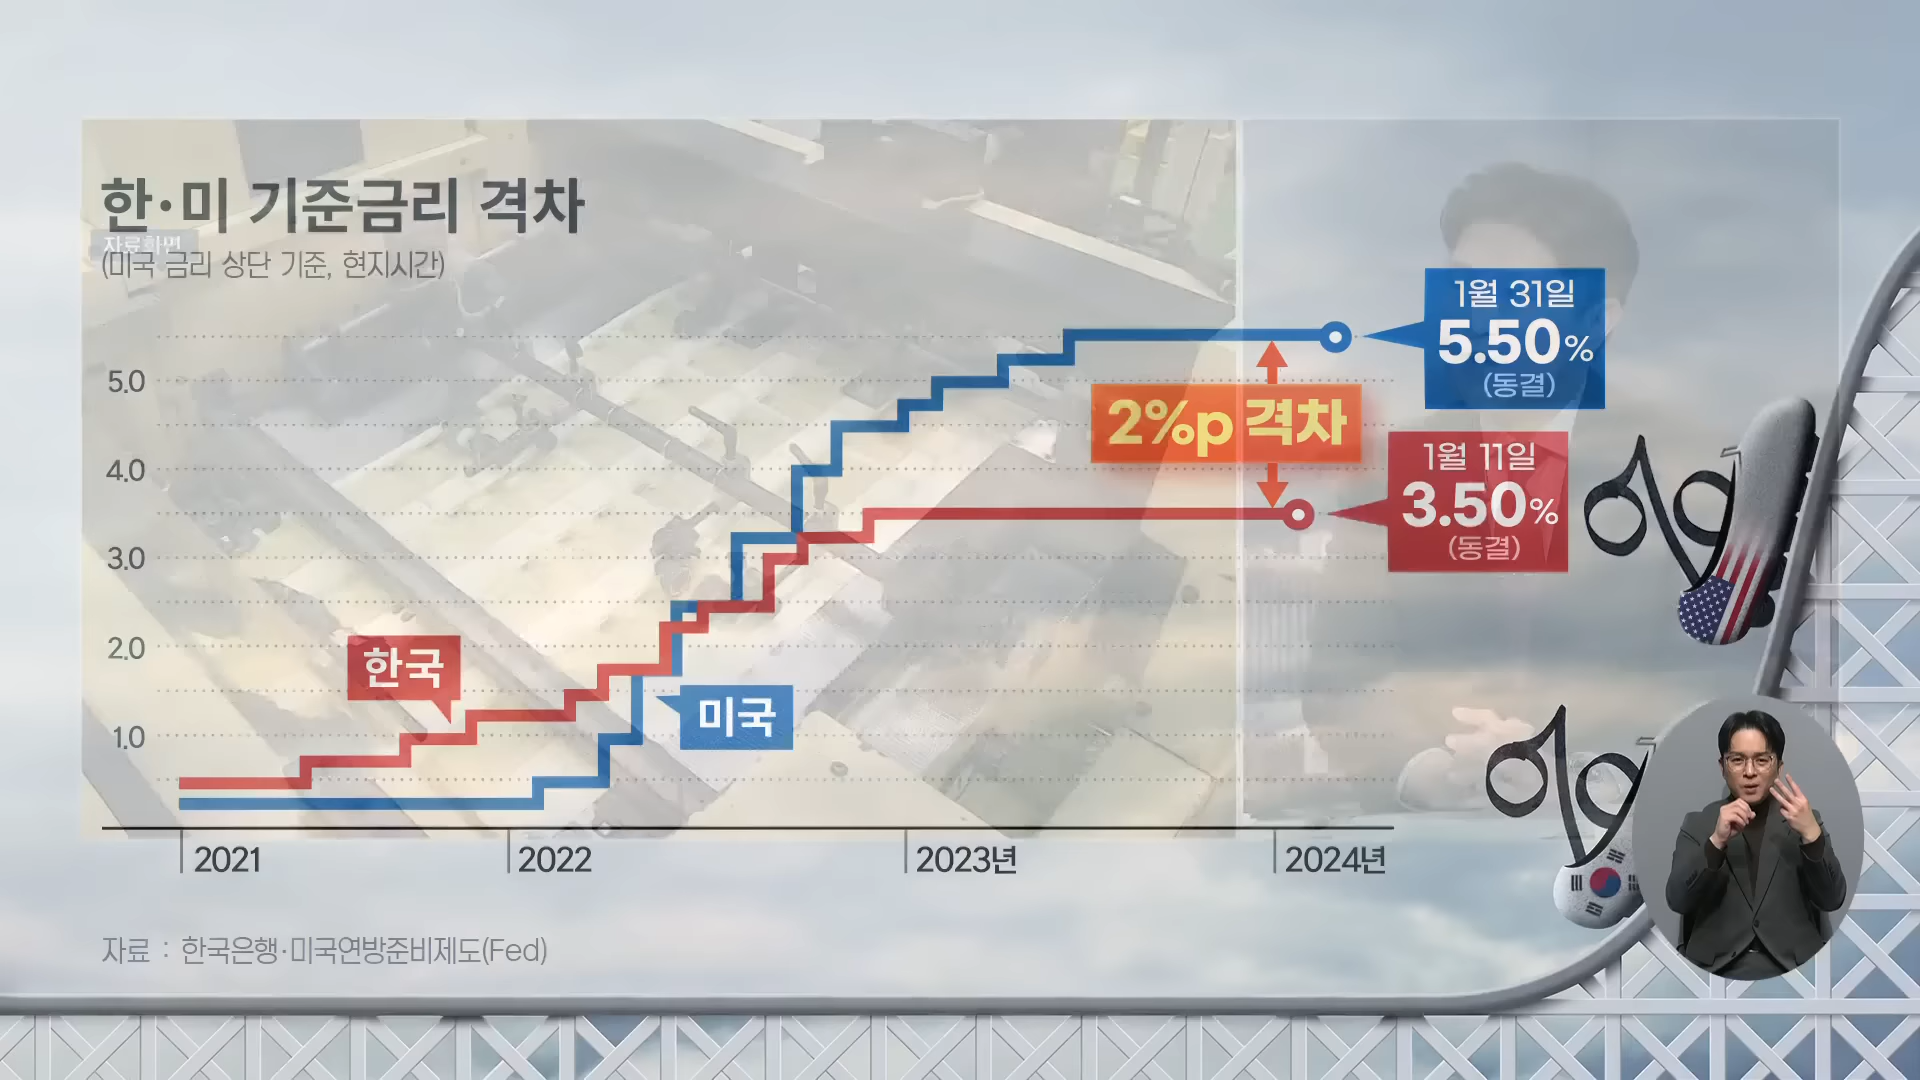 한·미 기준금리 격차
자료화면
(미국 금리 상단 기준, 현지시간)
1월 31일
5.50%
(동결)
5.0
2%p 격차
1월 11일
3.50%
(동결)
4.0
3.0
2.0
한국
미국
1.0
2021
2022
2023년
2024년
자료 : 한국은행·미국연방준비제도(Fed)